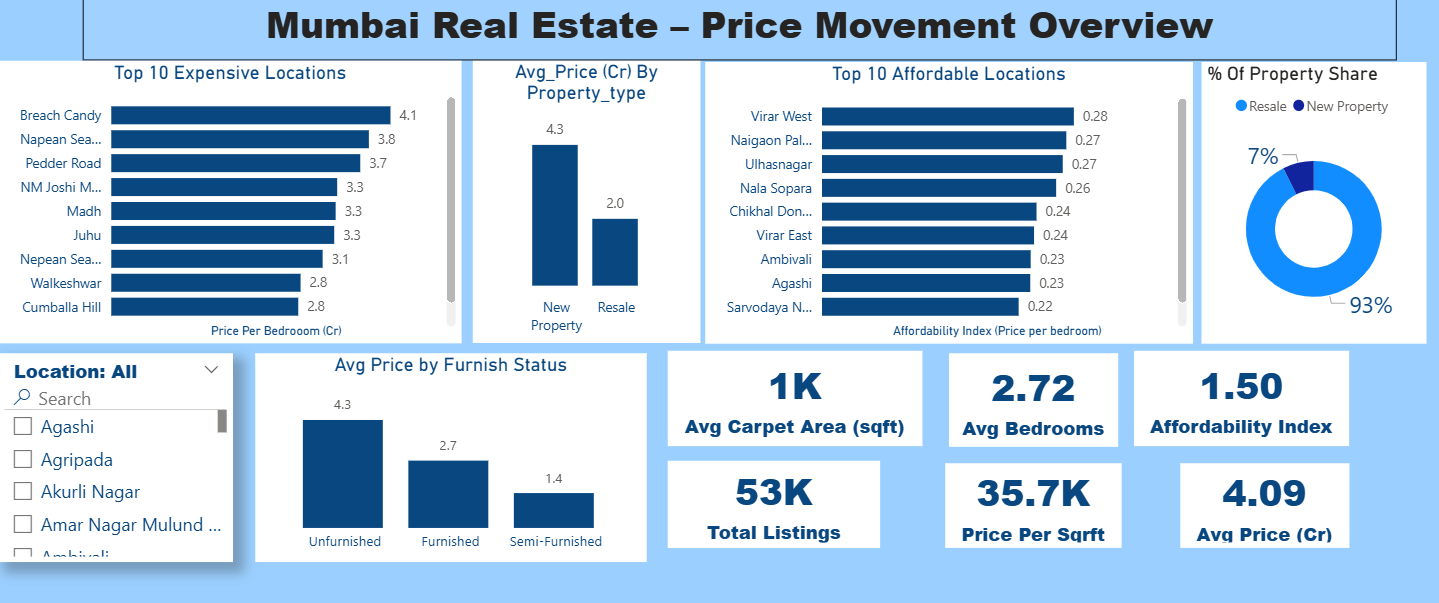 Mumbai Real Estate – Price Movement Overview
Top 10 Expensive Locations
Breach Candy 4.1
Napean Sea... 3.8
Pedder Road 3.7
NM Joshi M... 3.3
Madh 3.3
Juhu 3.3
Nepean Sea... 3.1
Walkeshwar 2.8
Cumballa Hill 2.8
Price Per Bedrooom (Cr)
Avg_Price (Cr) By
Property_type
4.3
2.0
New
Property
Resale
Top 10 Affordable Locations
Virar West 0.28
Naigaon Pal... 0.27
Ulhasnagar 0.27
Nala Sopara 0.26
Chikhal Don... 0.24
Virar East 0.24
Ambivali 0.23
Agashi 0.23
Sarvodaya N... 0.22
Affordability Index (Price per bedroom)
% Of Property Share
Resale New Property
7%
93%
Location: All
Search
Agashi
Agripada
Akurli Nagar
Amar Nagar Mulund ...
Ambivali
Avg Price by Furnish Status
4.3
2.7
1.4
Unfurnished Furnished Semi-Furnished
1K
Avg Carpet Area (sqft)
2.72
Avg Bedrooms
1.50
Affordability Index
53K
Total Listings
35.7K
Price Per Sqrft
4.09
Avg Price (Cr)